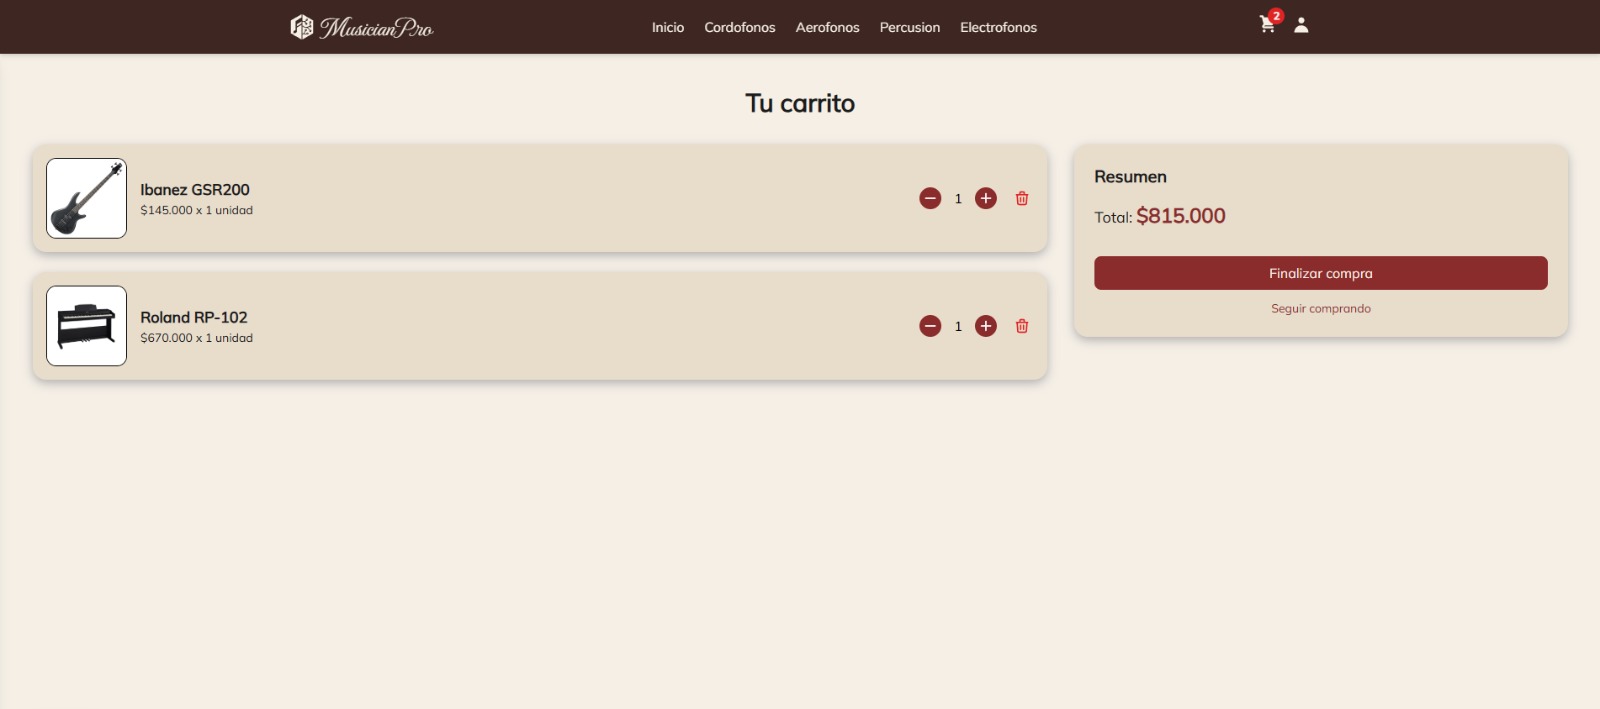 MusicianPro
Inicio Cordofonos Aerofonos Percusion Electrofonos
2
Tu carrito
Ibanez GSR200
$145.000 x 1 unidad
1
Roland RP-102
$670.000 x 1 unidad
1
Resumen
Total: $815.000
Finalizar compra
Seguir comprando